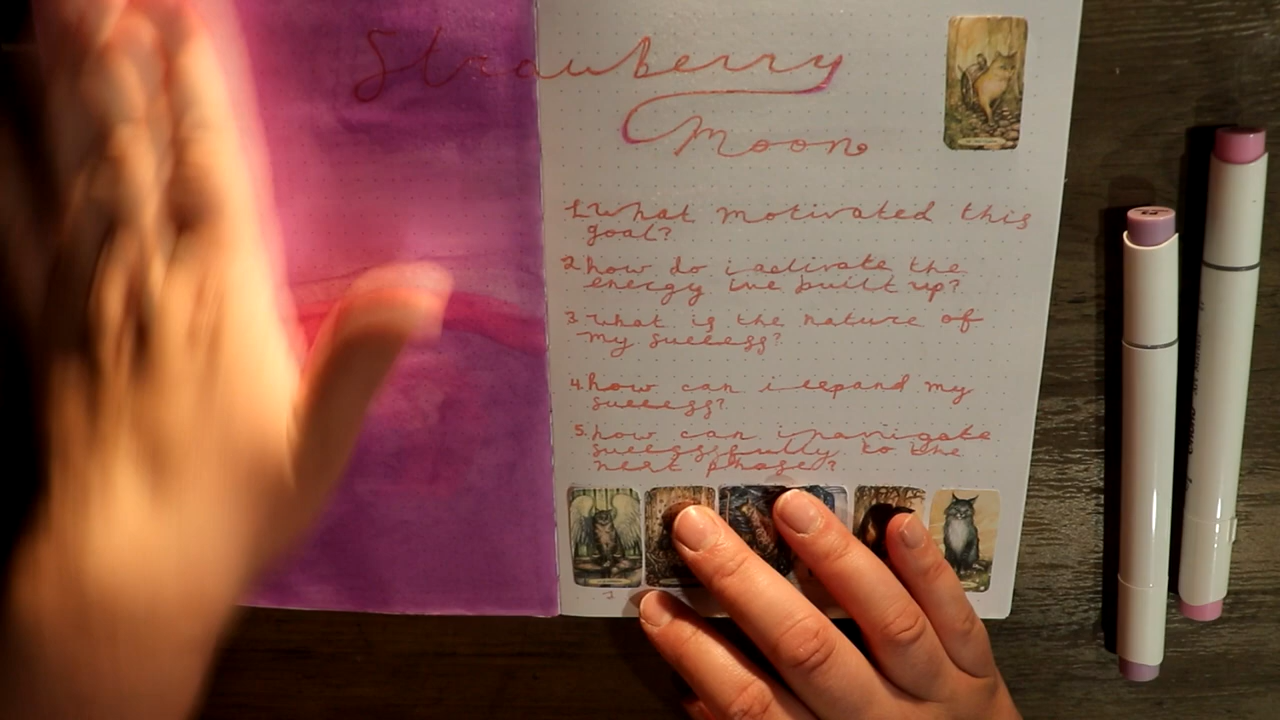 Strawberry
Moon
1. What motivated this
goal?
2. how do i activate the
energy ive built up?
3. What is the nature of
my success?
4. how can i expand my
success?
5. how can i navigate
successfully to the
next phase?